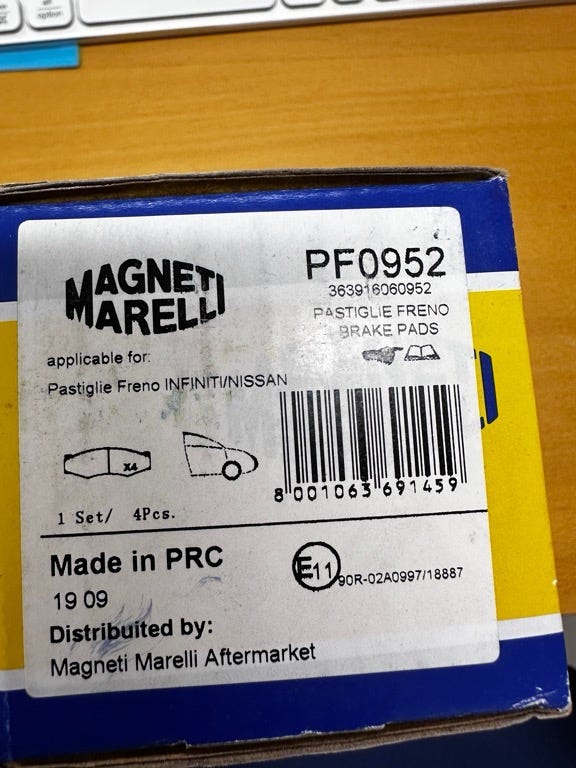 option
MAGNETI
MARELLI
PF0952
363916060952
PASTIGLIE FRENO
BRAKE PADS
applicable for:
Pastiglie Freno INFINITI/NISSAN
X4
8 001063 691459
1 Set/ 4Pcs.
Made in PRC
19 09
E11
90R-02A0997/18887
Distribuited by:
Magneti Marelli Aftermarket